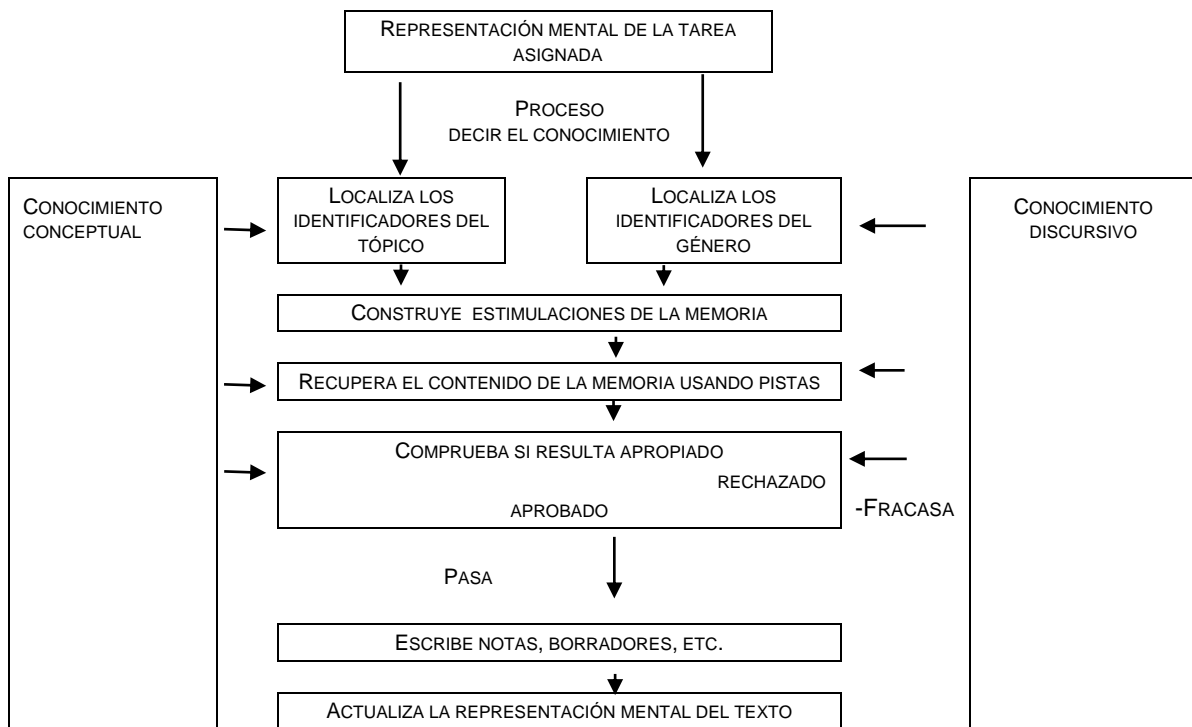 REPRESENTACIÓN MENTAL DE LA TAREA
ASIGNADA
PROCESO
DECIR EL CONOCIMIENTO
CONOCIMIENTO
CONCEPTUAL
LOCALIZA LOS
IDENTIFICADORES DEL
TÓPICO
LOCALIZA LOS
IDENTIFICADORES DEL
GÉNERO
CONOCIMIENTO
DISCURSIVO
CONSTRUYE ESTIMULACIONES DE LA MEMORIA
RECUPERA EL CONTENIDO DE LA MEMORIA USANDO PISTAS
COMPRUEBA SI RESULTA APROPIADO
RECHAZADO
APROBADO
-FRACASA
PASA
ESCRIBE NOTAS, BORRADORES, ETC.
ACTUALIZA LA REPRESENTACIÓN MENTAL DEL TEXTO